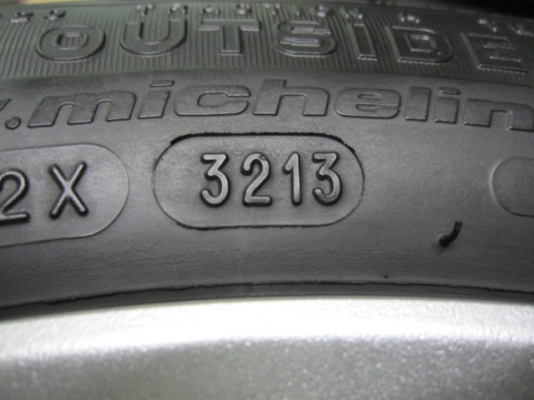 OUTSIDE
.michelin
2X 3213